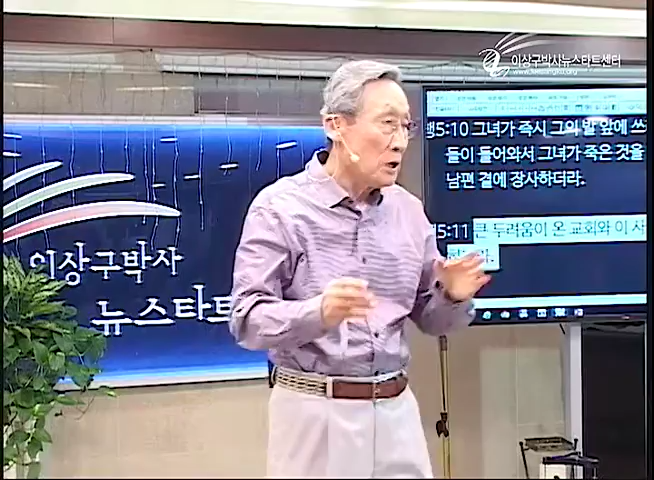 이상구박사뉴스타트센터
5:10 그녀가 즉시 그의 발 앞에
들이 들어와서 그녀가 죽은 것을
남편 곁에 장사하더라.
5:11 큰 두려움이 온 교회와 이
이상구박사
뉴스타트